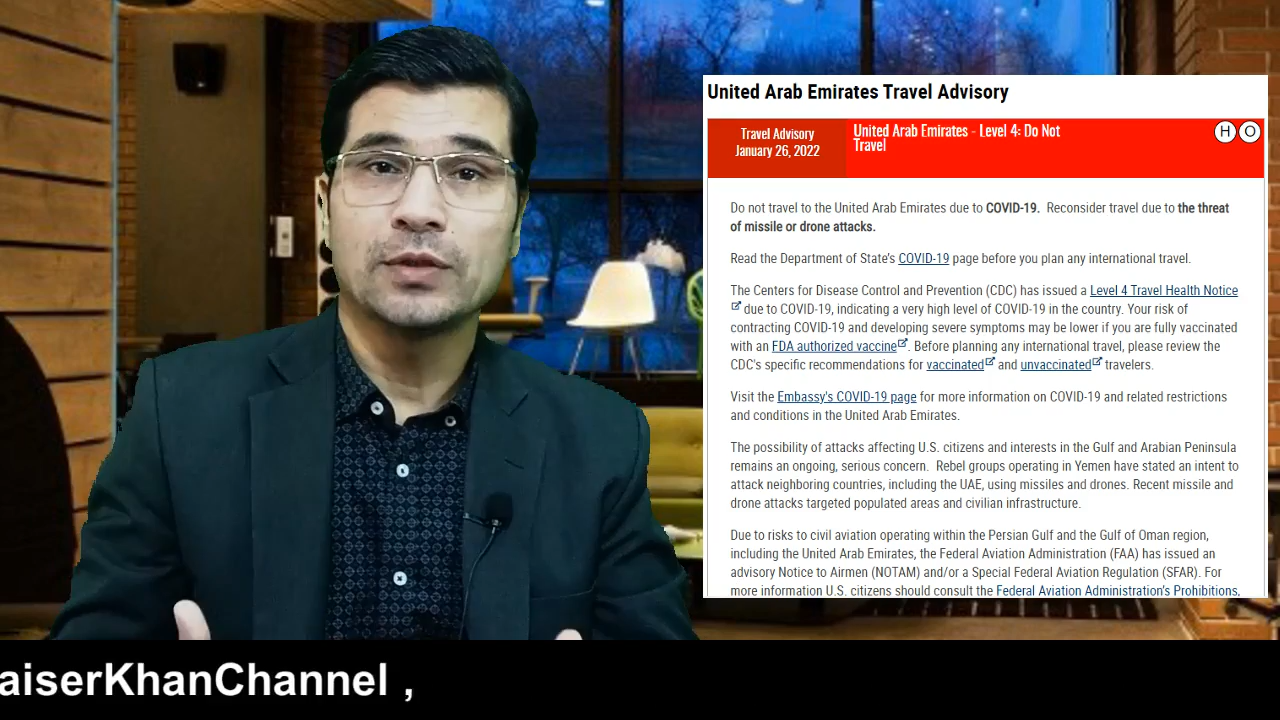 United Arab Emirates Travel Advisory
Travel Advisory
January 26, 2022
United Arab Emirates - Level 4: Do Not
Travel
H O
Do not travel to the United Arab Emirates due to COVID-19. Reconsider travel due to the threat
of missile or drone attacks.
Read the Department of State's COVID-19 page before you plan any international travel.
The Centers for Disease Control and Prevention (CDC) has issued a Level 4 Travel Health Notice
due to COVID-19, indicating a very high level of COVID-19 in the country. Your risk of
contracting COVID-19 and developing severe symptoms may be lower if you are fully vaccinated
with an FDA authorized vaccine. Before planning any international travel, please review the
CDC's specific recommendations for vaccinated and unvaccinated travelers.
Visit the Embassy's COVID-19 page for more information on COVID-19 and related restrictions
and conditions in the United Arab Emirates.
The possibility of attacks affecting U.S. citizens and interests in the Gulf and Arabian Peninsula
remains an ongoing, serious concern. Rebel groups operating in Yemen have stated an intent to
attack neighboring countries, including the UAE, using missiles and drones. Recent missile and
drone attacks targeted populated areas and civilian infrastructure.
Due to risks to civil aviation operating within the Persian Gulf and the Gulf of Oman region,
including the United Arab Emirates, the Federal Aviation Administration (FAA) has issued an
advisory Notice to Airmen (NOTAM) and/or a Special Federal Aviation Regulation (SFAR). For
more information U.S. citizens should consult the Federal Aviation Administration's Prohibitions,
aiserKhanChannel ,